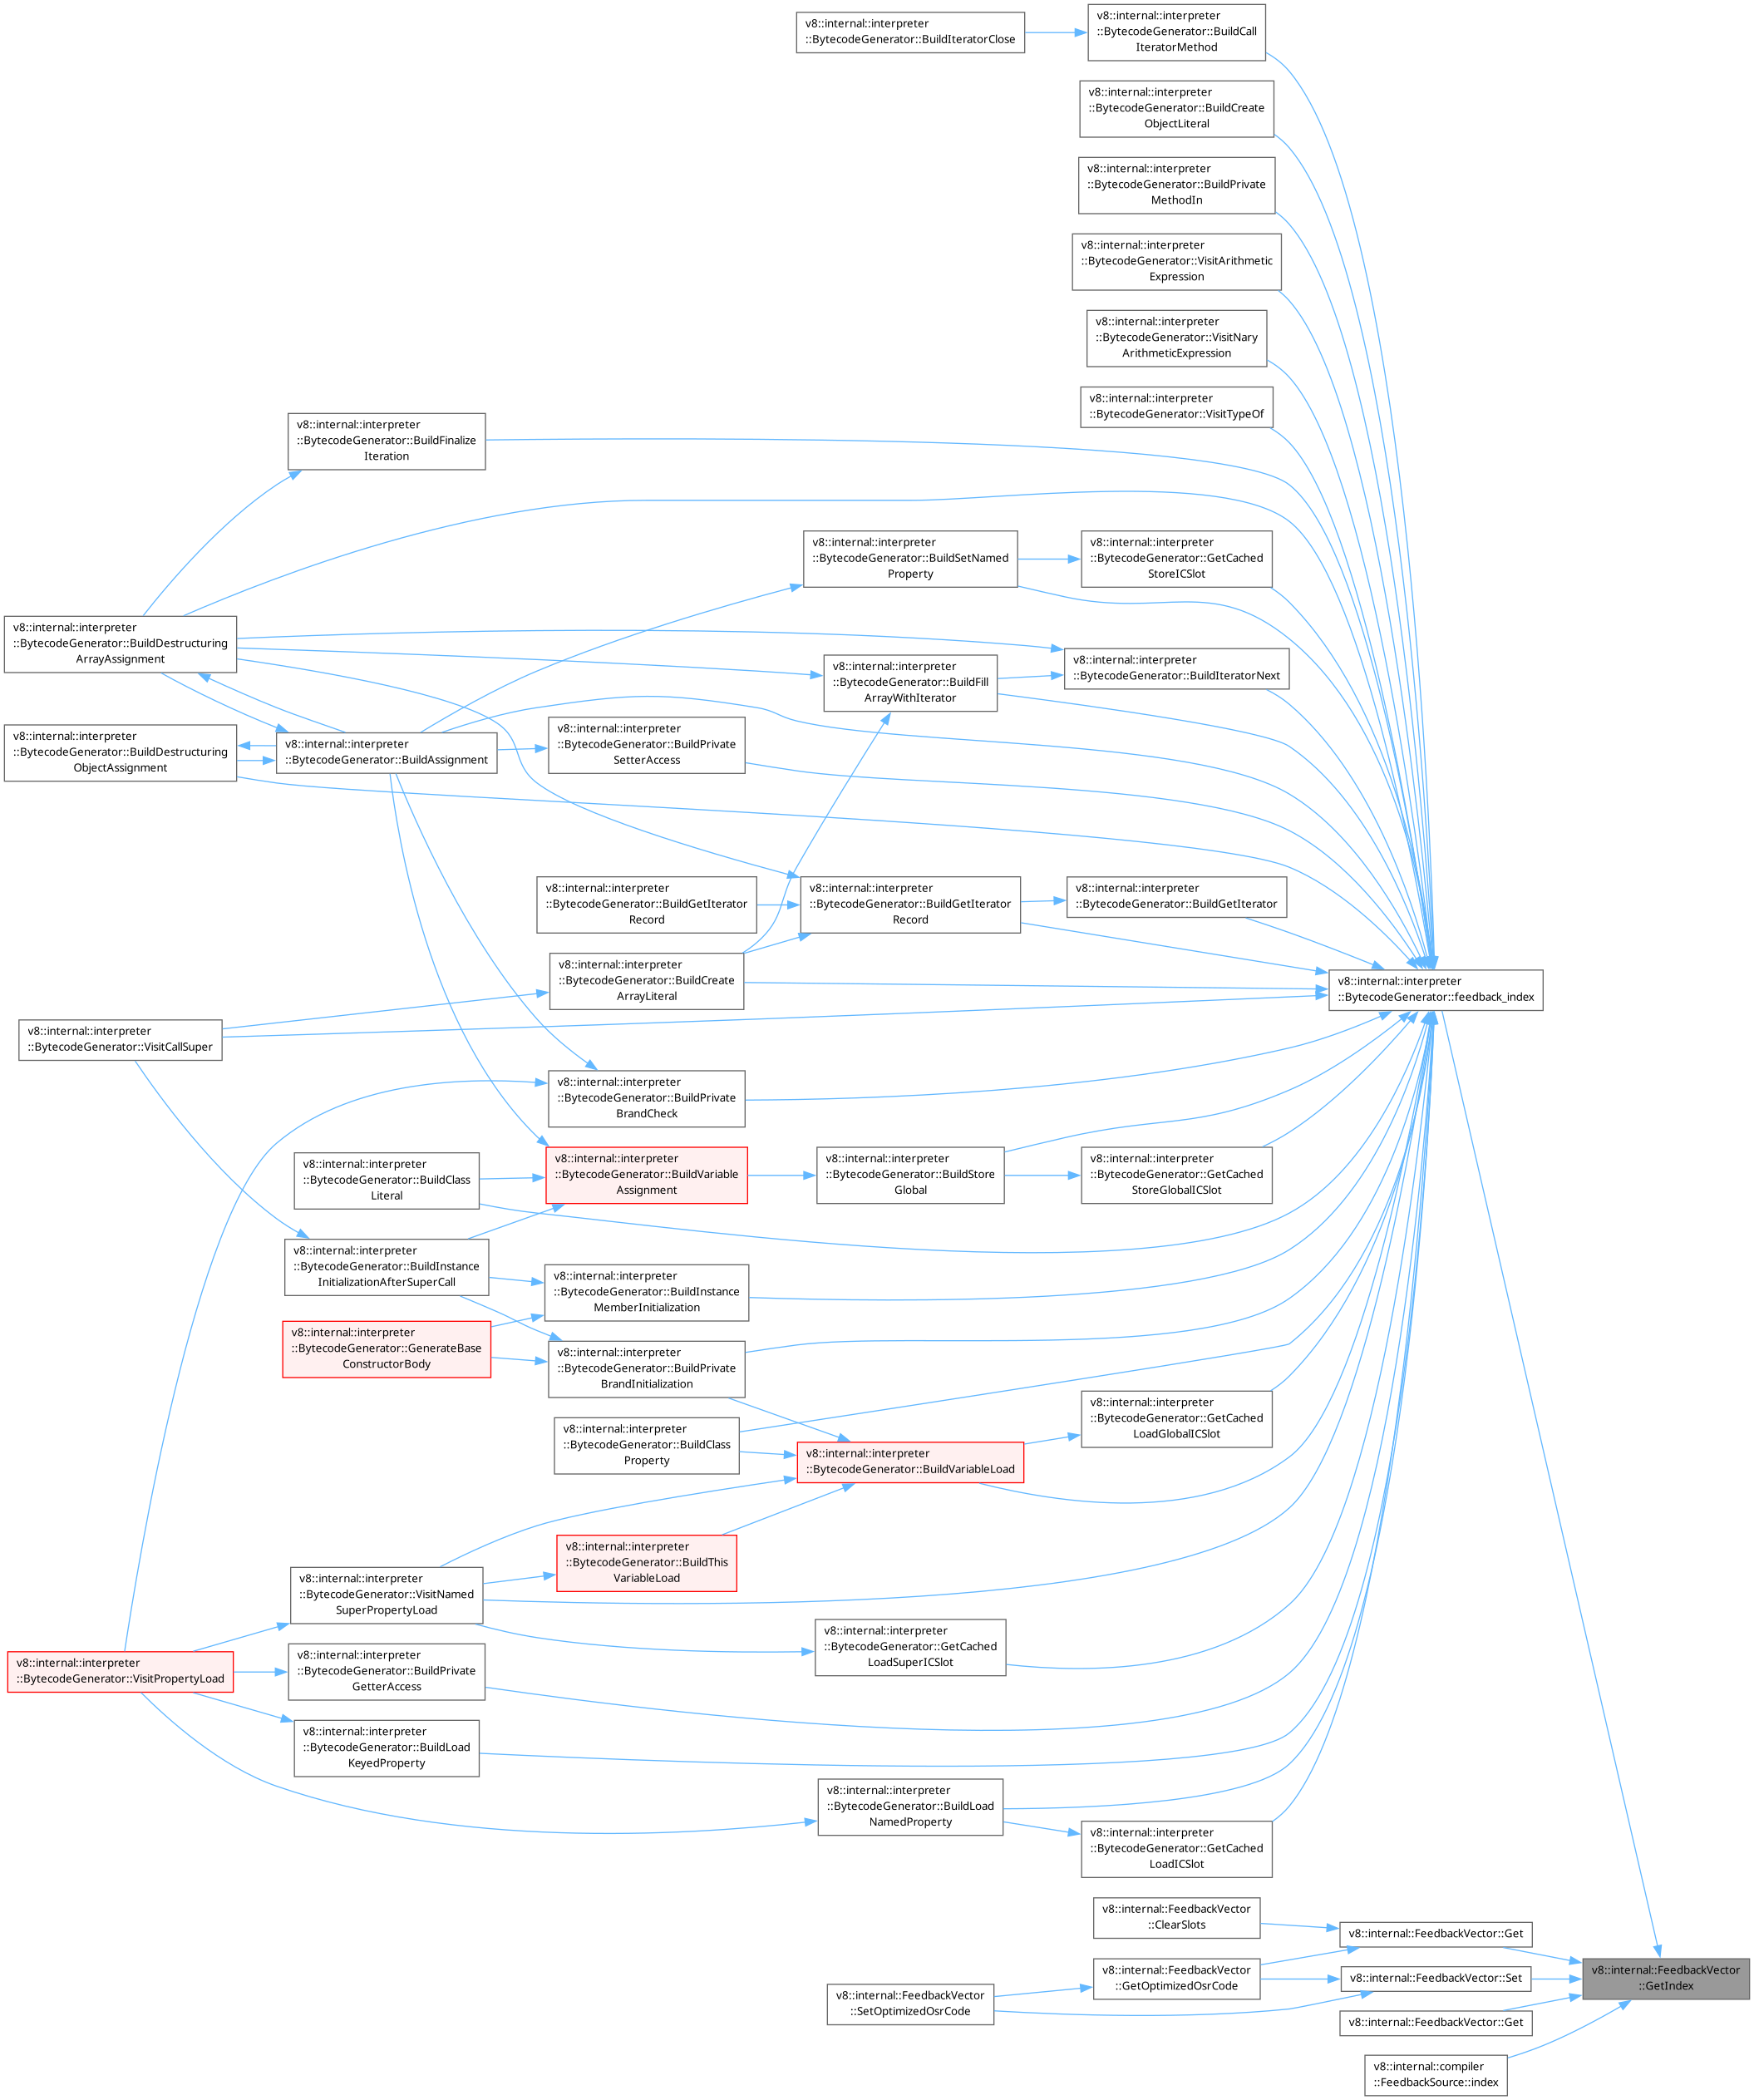 v8::internal::interpreter
::BytecodeGenerator::BuildIteratorClose
v8::internal::interpreter
::BytecodeGenerator::BuildCall
IteratorMethod
v8::internal::interpreter
::BytecodeGenerator::BuildCreate
ObjectLiteral
v8::internal::interpreter
::BytecodeGenerator::BuildPrivate
MethodIn
v8::internal::interpreter
::BytecodeGenerator::VisitArithmetic
Expression
v8::internal::interpreter
::BytecodeGenerator::VisitNary
ArithmeticExpression
v8::internal::interpreter
::BytecodeGenerator::VisitTypeOf
v8::internal::interpreter
::BytecodeGenerator::BuildFinalize
Iteration
v8::internal::interpreter
::BytecodeGenerator::BuildSetNamed
Property
v8::internal::interpreter
::BytecodeGenerator::GetCached
StoreICSlot
v8::internal::interpreter
::BytecodeGenerator::BuildDestructuring
ArrayAssignment
v8::internal::interpreter
::BytecodeGenerator::BuildFill
ArrayWithIterator
v8::internal::interpreter
::BytecodeGenerator::BuildIteratorNext
v8::internal::interpreter
::BytecodeGenerator::BuildDestructuring
ObjectAssignment
v8::internal::interpreter
::BytecodeGenerator::BuildAssignment
v8::internal::interpreter
::BytecodeGenerator::BuildPrivate
SetterAccess
v8::internal::interpreter
::BytecodeGenerator::BuildGetIterator
Record
v8::internal::interpreter
::BytecodeGenerator::BuildGetIterator
Record
v8::internal::interpreter
::BytecodeGenerator::BuildGetIterator
v8::internal::interpreter
::BytecodeGenerator::BuildCreate
ArrayLiteral
v8::internal::interpreter
::BytecodeGenerator::feedback_index
v8::internal::interpreter
::BytecodeGenerator::VisitCallSuper
v8::internal::interpreter
::BytecodeGenerator::BuildPrivate
BrandCheck
v8::internal::interpreter
::BytecodeGenerator::BuildClass
Literal
v8::internal::interpreter
::BytecodeGenerator::BuildVariable
Assignment
v8::internal::interpreter
::BytecodeGenerator::BuildStore
Global
v8::internal::interpreter
::BytecodeGenerator::GetCached
StoreGlobalICSlot
v8::internal::interpreter
::BytecodeGenerator::BuildInstance
InitializationAfterSuperCall
v8::internal::interpreter
::BytecodeGenerator::BuildInstance
MemberInitialization
v8::internal::interpreter
::BytecodeGenerator::GenerateBase
ConstructorBody
v8::internal::interpreter
::BytecodeGenerator::BuildPrivate
BrandInitialization
v8::internal::interpreter
::BytecodeGenerator::GetCached
LoadGlobalICSlot
v8::internal::interpreter
::BytecodeGenerator::BuildClass
Property
v8::internal::interpreter
::BytecodeGenerator::BuildVariableLoad
v8::internal::interpreter
::BytecodeGenerator::BuildThis
VariableLoad
v8::internal::interpreter
::BytecodeGenerator::VisitNamed
SuperPropertyLoad
v8::internal::interpreter
::BytecodeGenerator::GetCached
LoadSuperICSlot
v8::internal::interpreter
::BytecodeGenerator::VisitPropertyLoad
v8::internal::interpreter
::BytecodeGenerator::BuildPrivate
GetterAccess
v8::internal::interpreter
::BytecodeGenerator::BuildLoad
KeyedProperty
v8::internal::interpreter
::BytecodeGenerator::BuildLoad
NamedProperty
v8::internal::interpreter
::BytecodeGenerator::GetCached
LoadICSlot
v8::internal::FeedbackVector
::ClearSlots
v8::internal::FeedbackVector::Get
v8::internal::FeedbackVector
::GetOptimizedOsrCode
v8::internal::FeedbackVector::Set
v8::internal::FeedbackVector
::GetIndex
v8::internal::FeedbackVector
::SetOptimizedOsrCode
v8::internal::FeedbackVector::Get
v8::internal::compiler
::FeedbackSource::index